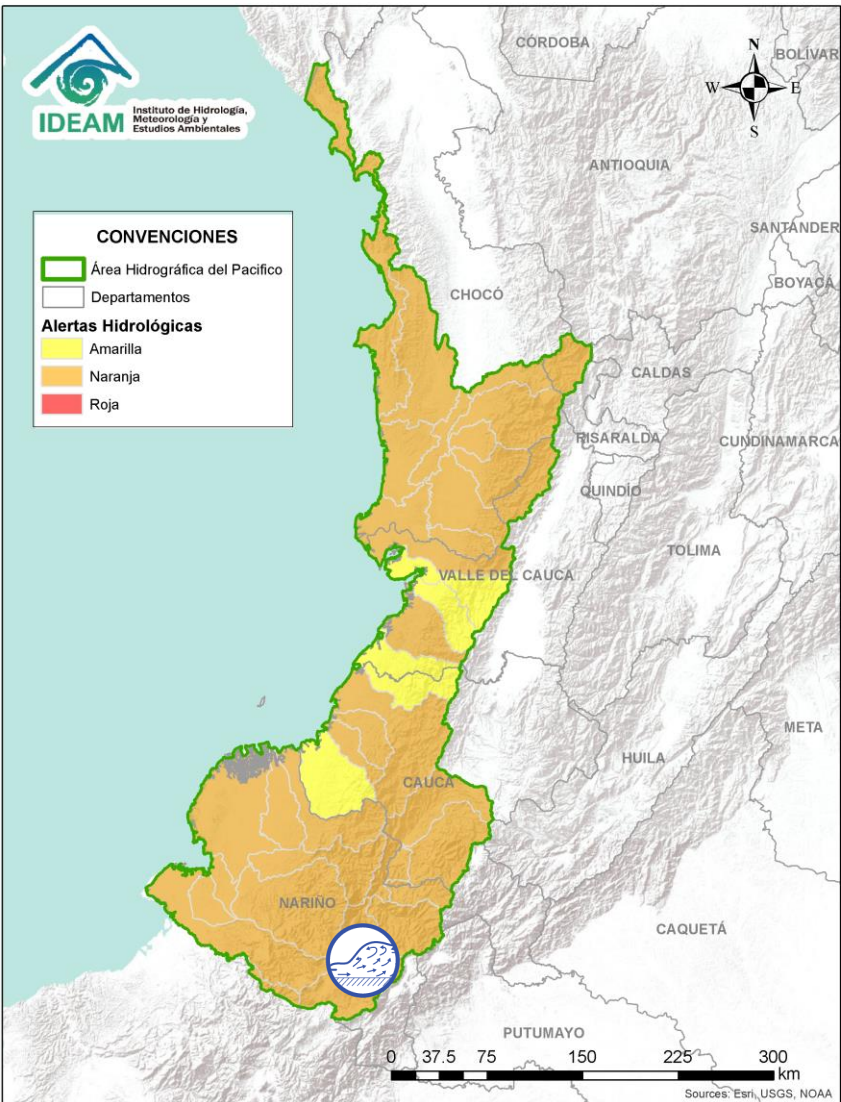 IDEAM
Instituto de Hidrología,
Meteorología y
Estudios Ambientales
CÓRDOBA
N
BOLIVAR
W
E
S
ANTIOQUIA
SANTANDER
CONVENCIONES
Área Hidrográfica del Pacifico
Departamentos
Alertas Hidrológicas
Amarilla
Naranja
Roja
BOYACÁ
CHOCÓ
CALDAS
RISARALDA
CUNDINAMARCA
QUINDÍO
TOLIMA
VALLE DEL CAUCA
META
HUILA
CAUCA
NARIÑO
CAQUETÁ
PUTUMAYO
0 37.5 75 150 225 300
km
Sources: Esri, USGS, NOAA